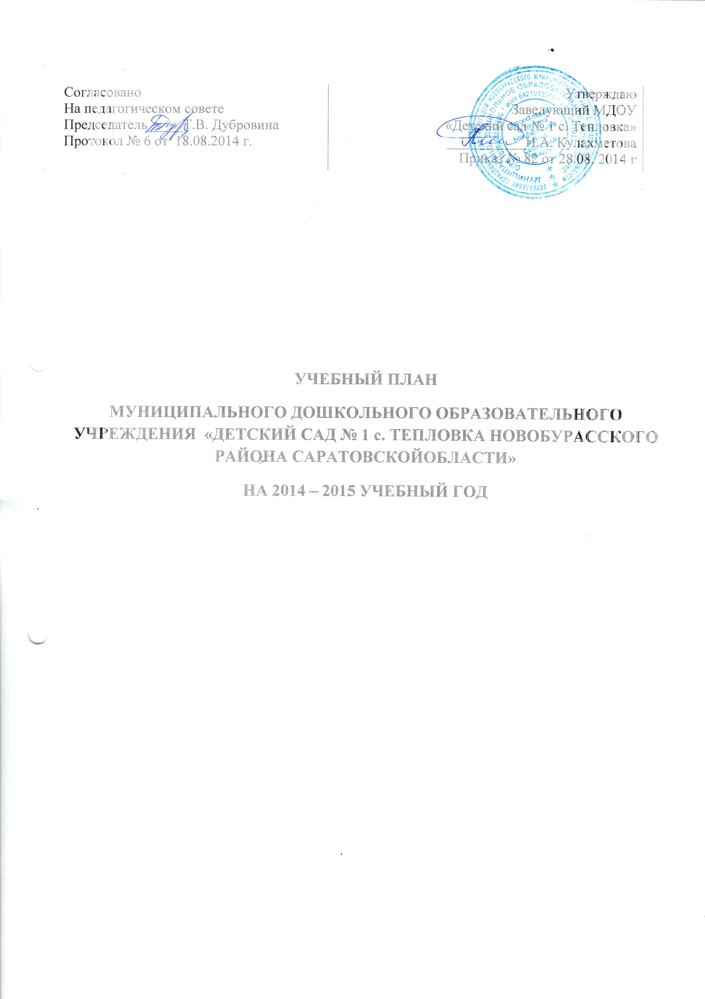 Согласовано
На педагогическом совете
Председатель Т.В. Дубровина
Протокол № 6 от 18.08.2014 г.
Утверждаю
Заведующий МДОУ
«Детский сад № 1 с. Тепловка»
И.А. Кулахметова
Приказ № 82 от 28.08. 2014 г
УЧЕБНЫЙ ПЛАН
МУНИЦИПАЛЬНОГО ДОШКОЛЬНОГО ОБРАЗОВАТЕЛЬНОГО
УЧРЕЖДЕНИЯ «ДЕТСКИЙ САД № 1 с. ТЕПЛОВКА НОВОБУРАССКОГО
РАЙОНА САРАТОВСКОЙОБЛАСТИ»
НА 2014 – 2015 УЧЕБНЫЙ ГОД